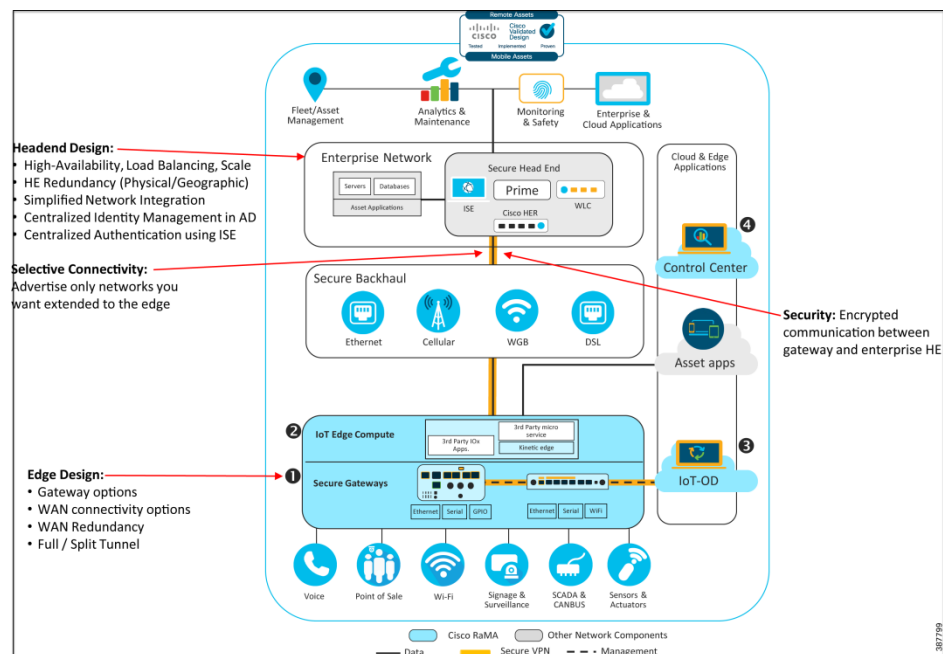 Remote Assets
CISCO
Cisco
Validated
Design
Tested Implemented Proven
Mobile Assets
Fleet/Asset
Management
Analytics &
Maintenance
Monitoring
& Safety
Enterprise &
Cloud Applications
Headend Design:
• High-Availability, Load Balancing, Scale
• HE Redundancy (Physical/Geographic)
• Simplified Network Integration
• Centralized Identity Management in AD
• Centralized Authentication using ISE
Enterprise Network
Servers
Databases
Asset Applications
Secure Head End
ISE
Prime
WLC
Cisco HER
Cloud & Edge
Applications
4
Control Center
Selective Connectivity:
Advertise only networks you
want extended to the edge
Secure Backhaul
Ethernet
Cellular
WGB
DSL
Security: Encrypted
communication between
gateway and enterprise HE
Asset apps
2
IoT Edge Compute
3rd Party IOx
Apps.
3rd Party micro
service
Kinetic edge
3
IoT-OD
Edge Design:
• Gateway options
• WAN connectivity options
• WAN Redundancy
• Full / Split Tunnel
1
Secure Gateways
Ethernet
Serial
GPIO
Ethernet
Serial
WiFi
Voice
Point of Sale
Wi-Fi
Signage &
Surveillance
SCADA &
CANBUS
Sensors &
Actuators
Cisco RaMA
Other Network Components
Data
Secure VPN
Management
387799